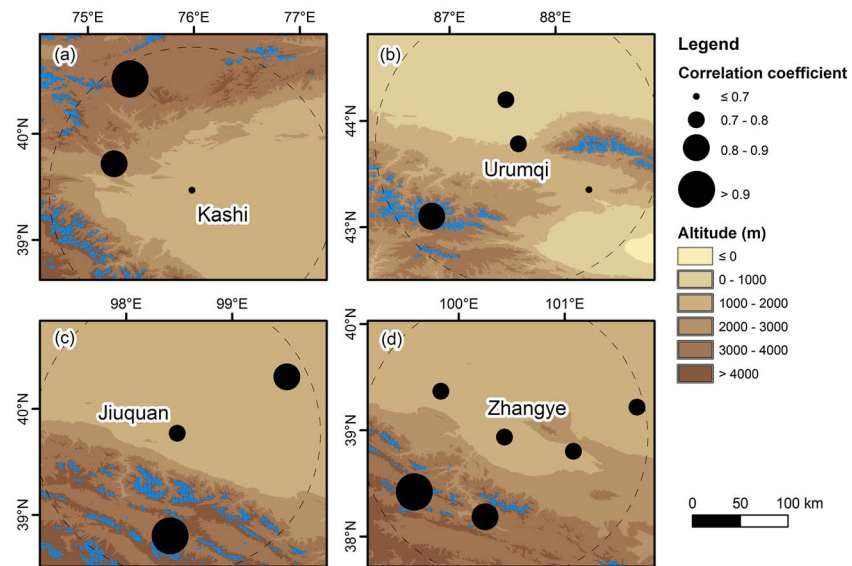 75°E 76°E 77°E
87°E 88°E
(a)
40°N
39°N
Kashi
(b)
44°N
43°N
Urumqi
Legend
Correlation coefficient
≤ 0.7
0.7 - 0.8
0.8 - 0.9
> 0.9
Altitude (m)
≤ 0
0 - 1000
1000 - 2000
2000 - 3000
3000 - 4000
> 4000
98°E 99°E
100°E 101°E
(c)
40°N
39°N
Jiuquan
(d)
40°N
39°N
38°N
Zhangye
0 50 100 km